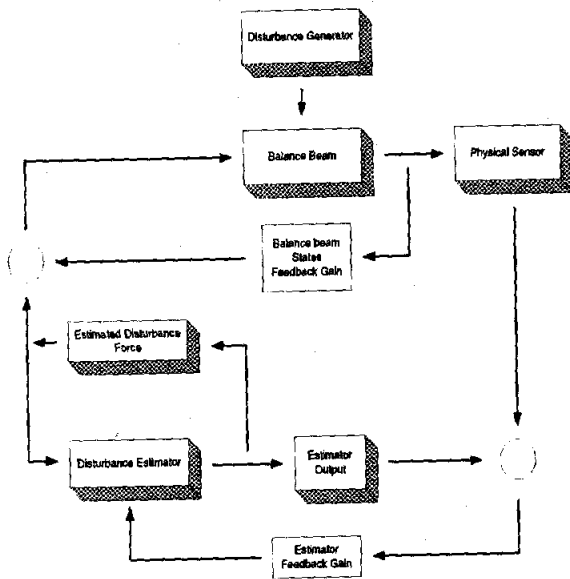 Disturbance Generator
Balance Beam
Physical Sensor
Balance beam
States
Feedback Gain
Estimated Disturbance
Force
Disturbance Estimator
Estimator
Output
Estimator
Feedback Gain